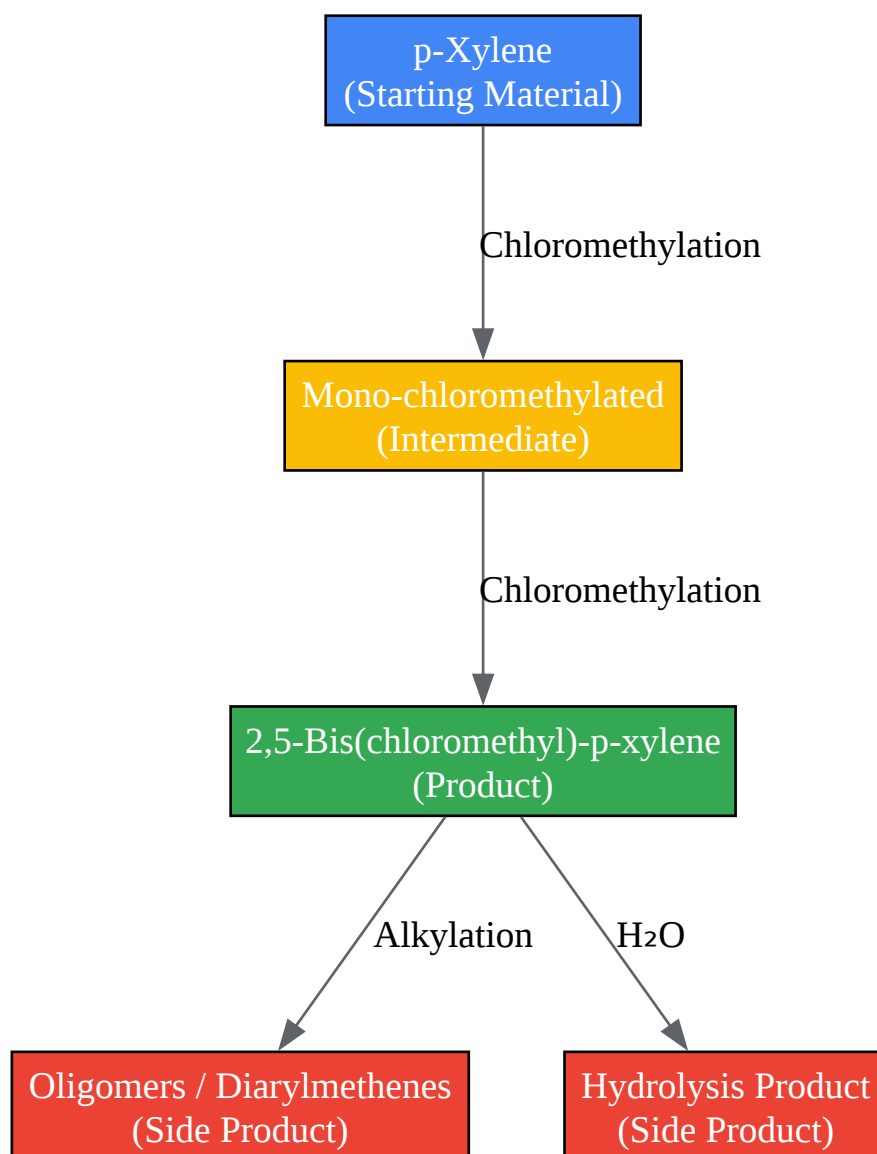 p-Xylene
(Starting Material)
Chloromethylation
Mono-chloromethylated
(Intermediate)
Chloromethylation
2,5-Bis(chloromethyl)-p-xylene
(Product)
Alkylation
H₂O
Oligomers / Diarylmethenes
(Side Product)
Hydrolysis Product
(Side Product)